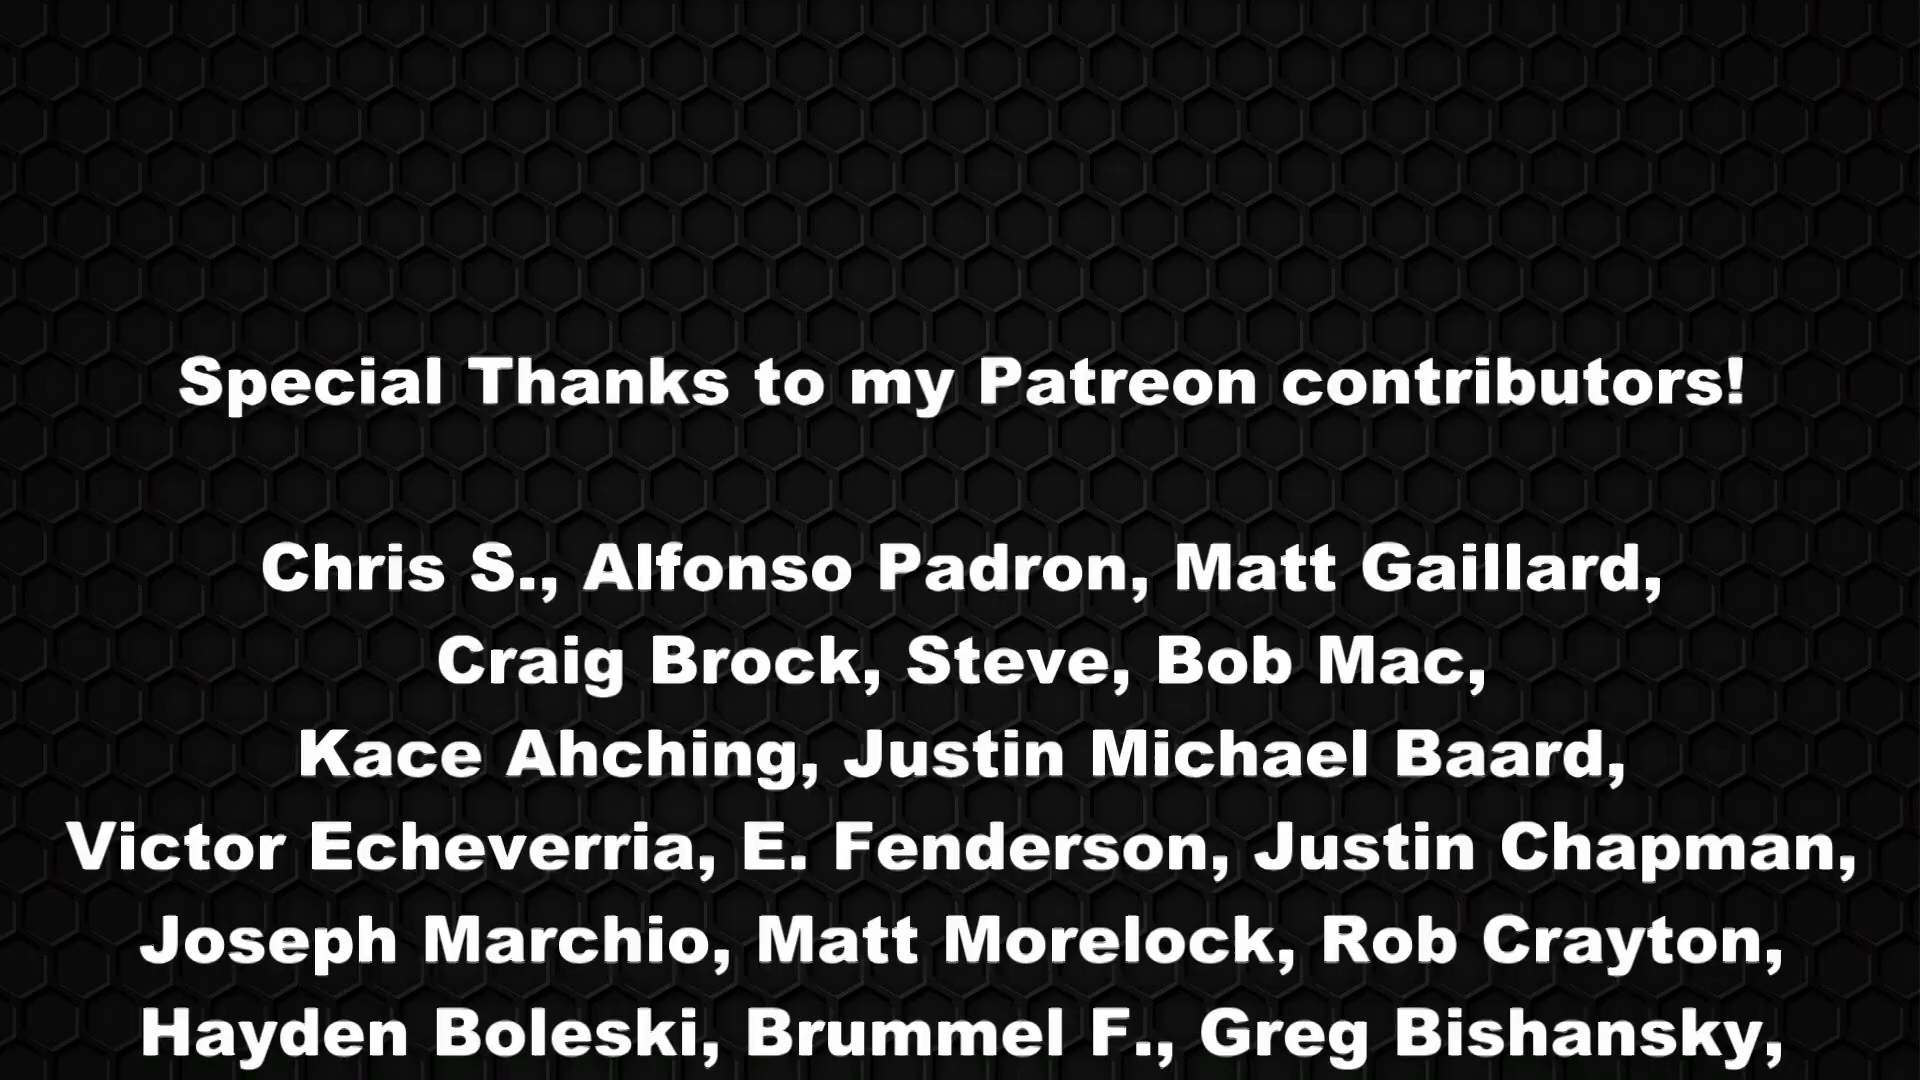 Special Thanks to my Patreon contributors!
Chris S., Alfonso Padron, Matt Gaillard,
Craig Brock, Steve, Bob Mac,
Kace Ahching, Justin Michael Baard,
Victor Echeverria, E. Fenderson, Justin Chapman,
Joseph Marchio, Matt Morelock, Rob Crayton,
Hayden Boleski, Brummel F., Greg Bishansky,